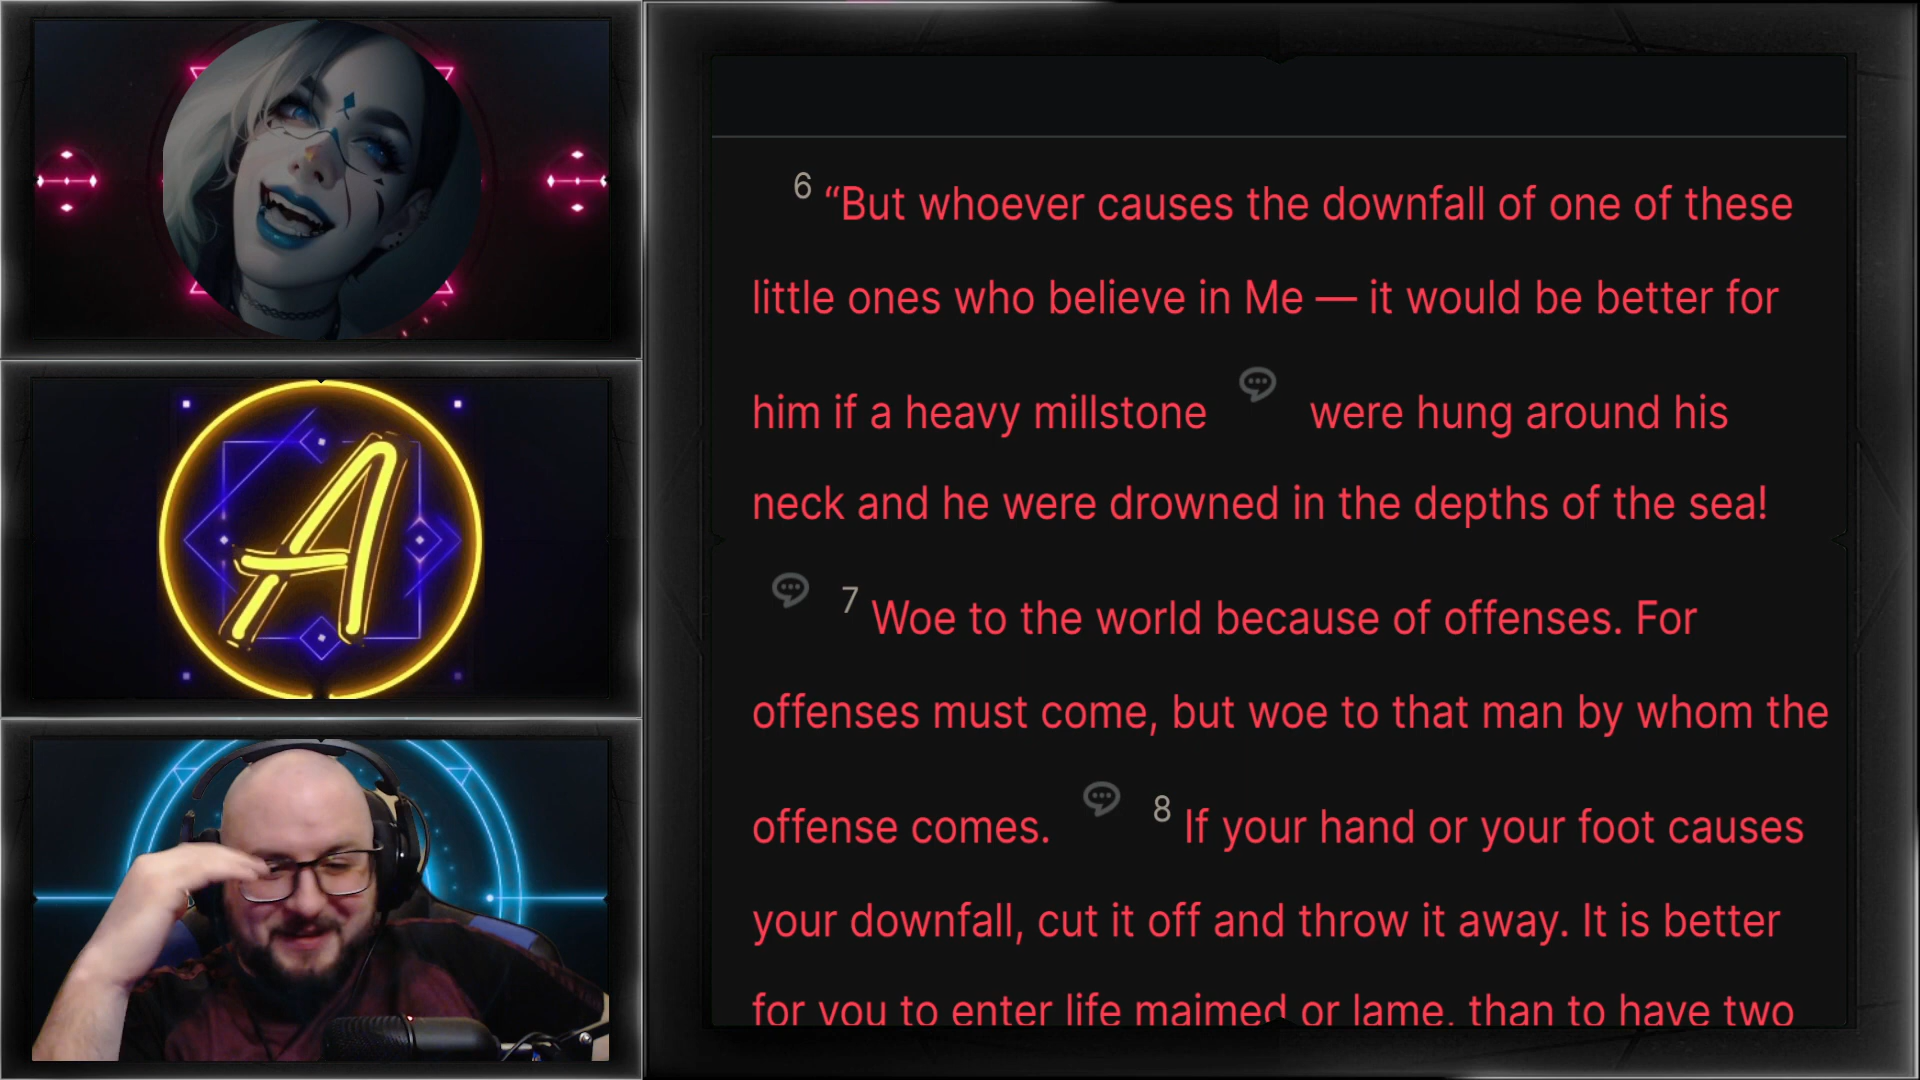 A
6 “But whoever causes the downfall of one of these
little ones who believe in Me — it would be better for
him if a heavy millstone were hung around his
neck and he were drowned in the depths of the sea!
7 Woe to the world because of offenses. For
offenses must come, but woe to that man by whom the
offense comes. 8 If your hand or your foot causes
your downfall, cut it off and throw it away. It is better
for you to enter life maimed or lame, than to have two